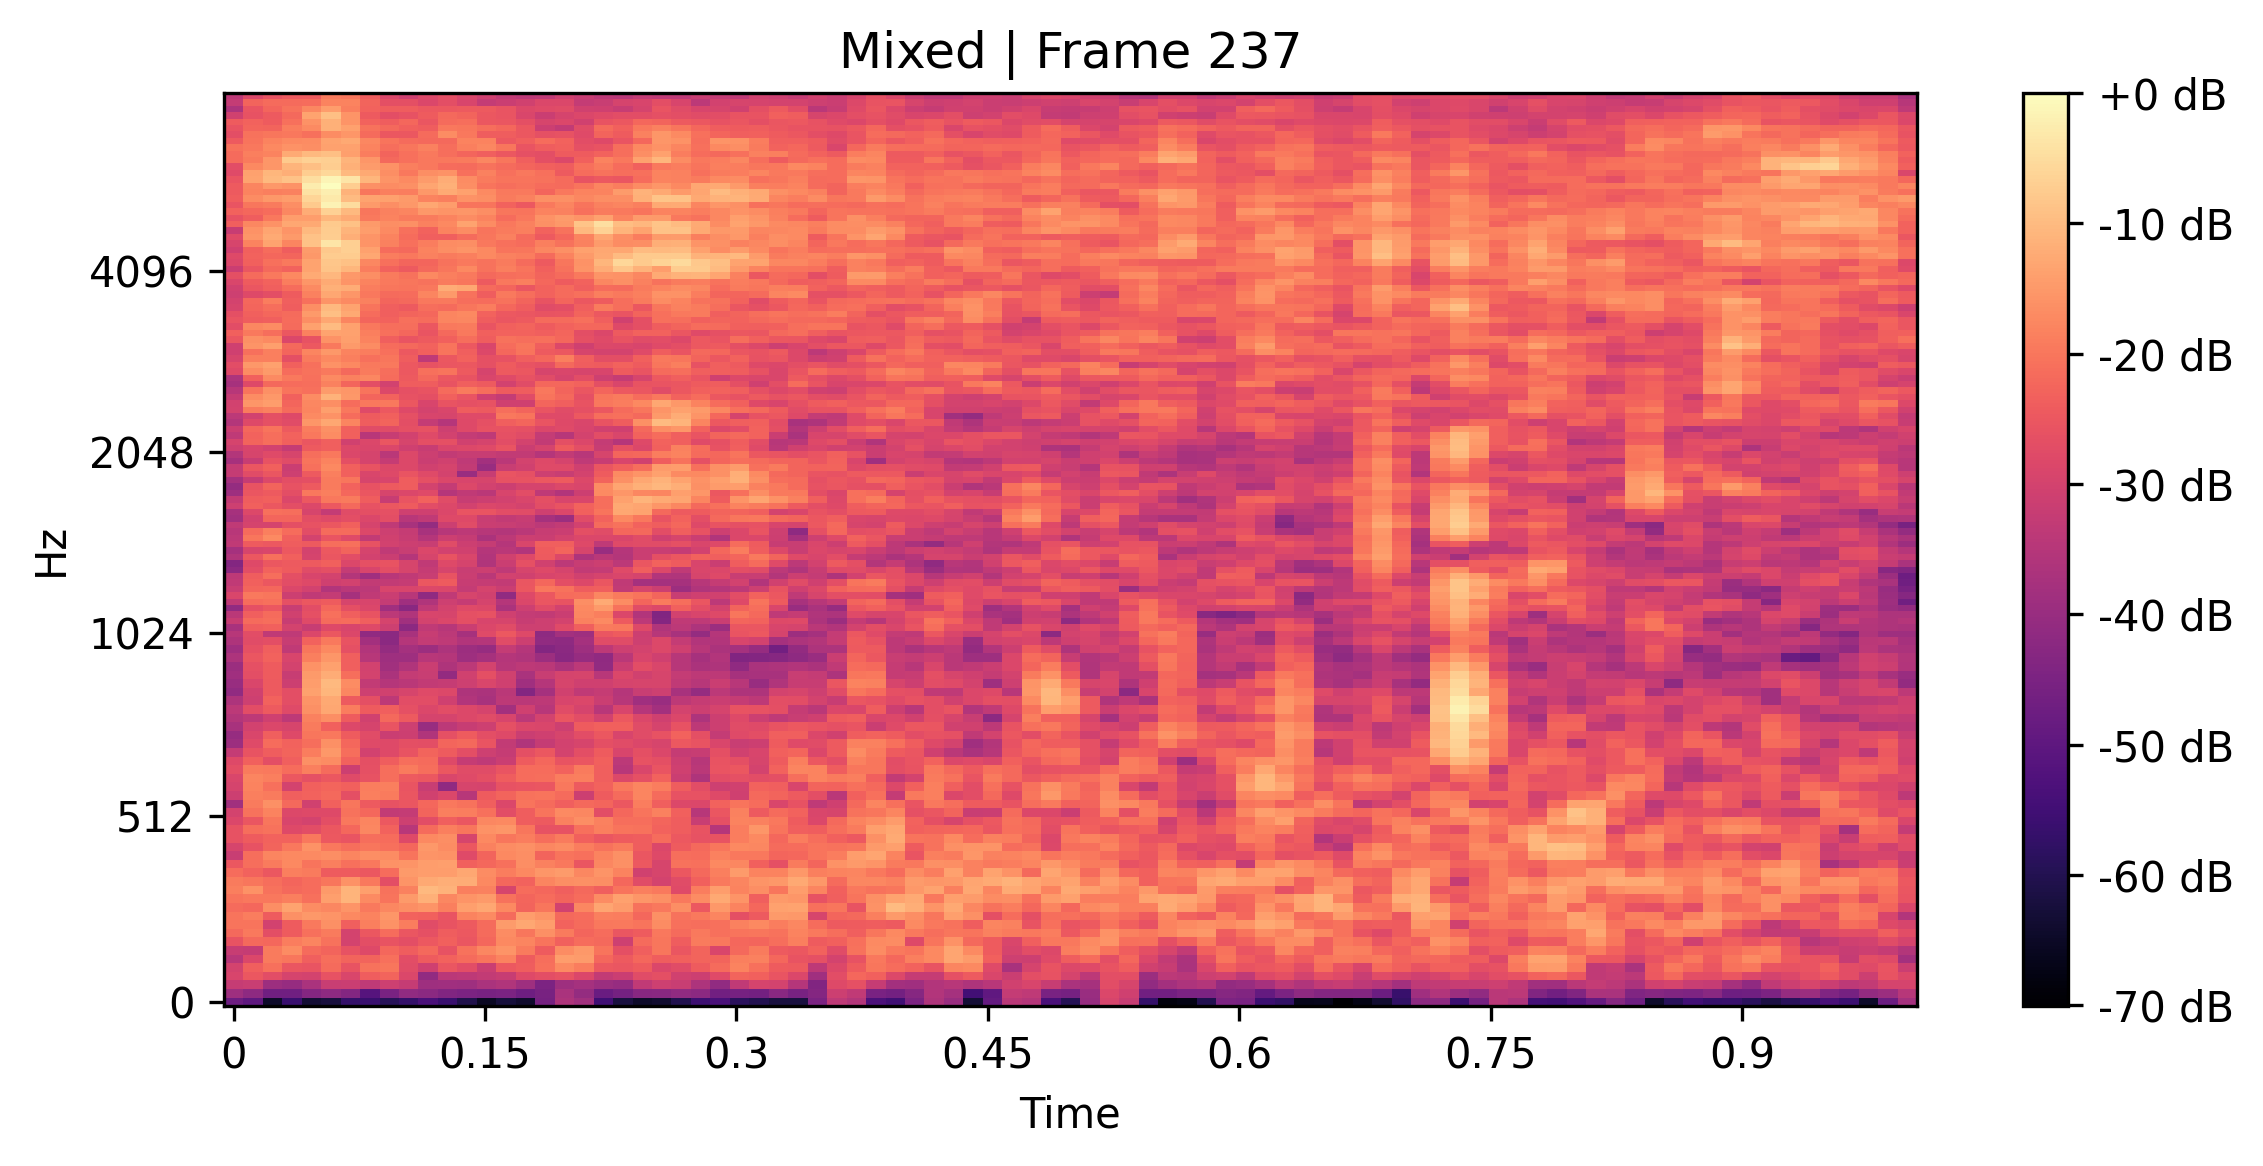 Mixed | Frame 237
Hz
4096
2048
1024
512
0
0 0.15 0.3 0.45 0.6 0.75 0.9
Time
+0 dB
-10 dB
-20 dB
-30 dB
-40 dB
-50 dB
-60 dB
-70 dB